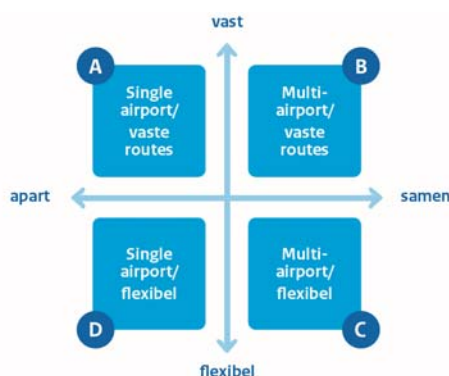 vast
A
B
Single
airport/
vaste
routes
Multi-
airport/
vaste
routes
apart
samen
Single
airport/
flexibel
Multi-
airport/
flexibel
D
C
flexibel